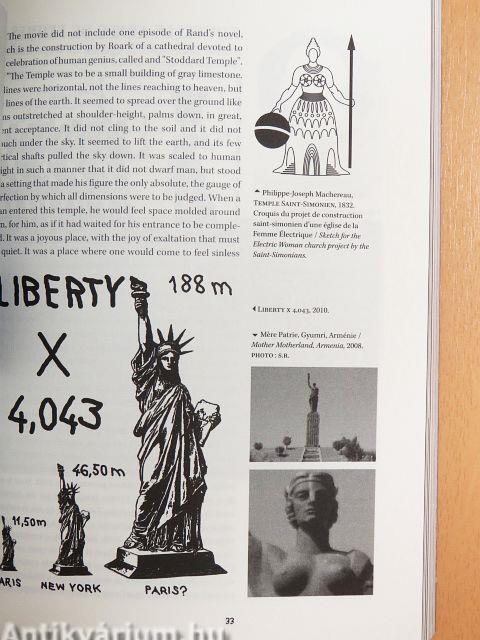 The movie did not include one episode of Rand's novel,
ch is the construction by Roark of a cathedral devoted to
celebration of human genius, called and "Stoddard Temple".
"The Temple was to be a small building of gray limestone.
lines were horizontal, not the lines reaching to heaven, but
lines of the earth. It seemed to spread over the ground like
ns outstretched at shoulder-height, palms down, in great,
ent acceptance. It did not cling to the soil and it did not
ouch under the sky. It seemed to lift the earth, and its few
tical shafts pulled the sky down. It was scaled to human
ight in such a manner that it did not dwarf man, but stood
a setting that made his figure the only absolute, the gauge of
rfection by which all dimensions were to be judged. When a
an entered this temple, he would feel space molded around
n, for him, as if it had waited for his entrance to be comple-
d. It was a joyous place, with the joy of exaltation that must
quiet. It was a place where one would come to feel sinless
Philippe-Joseph Machereau,
TEMPLE SAINT-SIMONIEN, 1832.
Croquis du projet de construction
saint-simonien d'une église de la
Femme Électrique / Sketch for the
Electric Woman church project by the
Saint-Simonians.
LIBERTY X 4,043, 2010.
Mère Patrie, Gyumri, Arménie /
Mother Motherland, Armenia, 2008.
PHOTO : S.R.
LIBERTY
X
4,043
188 m
46,50 m
11,50m
ARIS
NEW YORK
PARIS?
33
Antikvárium.hu